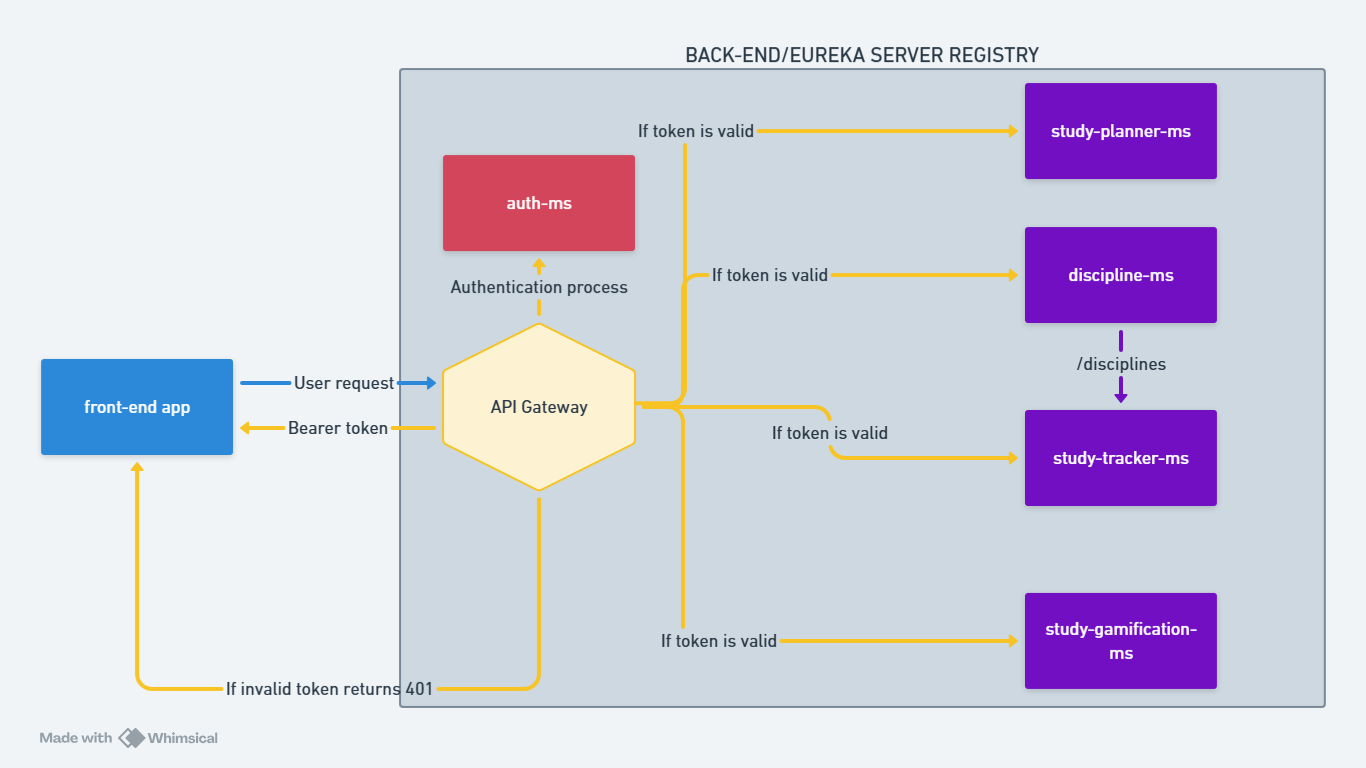 BACK-END/EUREKA SERVER REGISTRY
If token is valid
study-planner-ms
auth-ms
If token is valid
discipline-ms
Authentication process
/disciplines
User request
front-end app
API Gateway
Bearer token
If token is valid
study-tracker-ms
If token is valid
study-gamification-
ms
If invalid token returns 401
Made with Whimsical